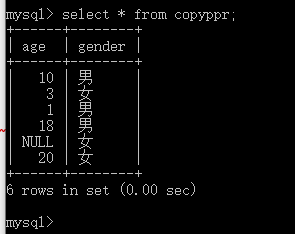 mysql> select * from copyppr;
+------+--------+
| age | gender |
+------+--------+
| 10 | 男 |
| 3 | 女 |
| 1 | 男 |
| 18 | 男 |
| NULL | 女 |
| 20 | 女 |
+------+--------+
6 rows in set (0.00 sec)
mysql>